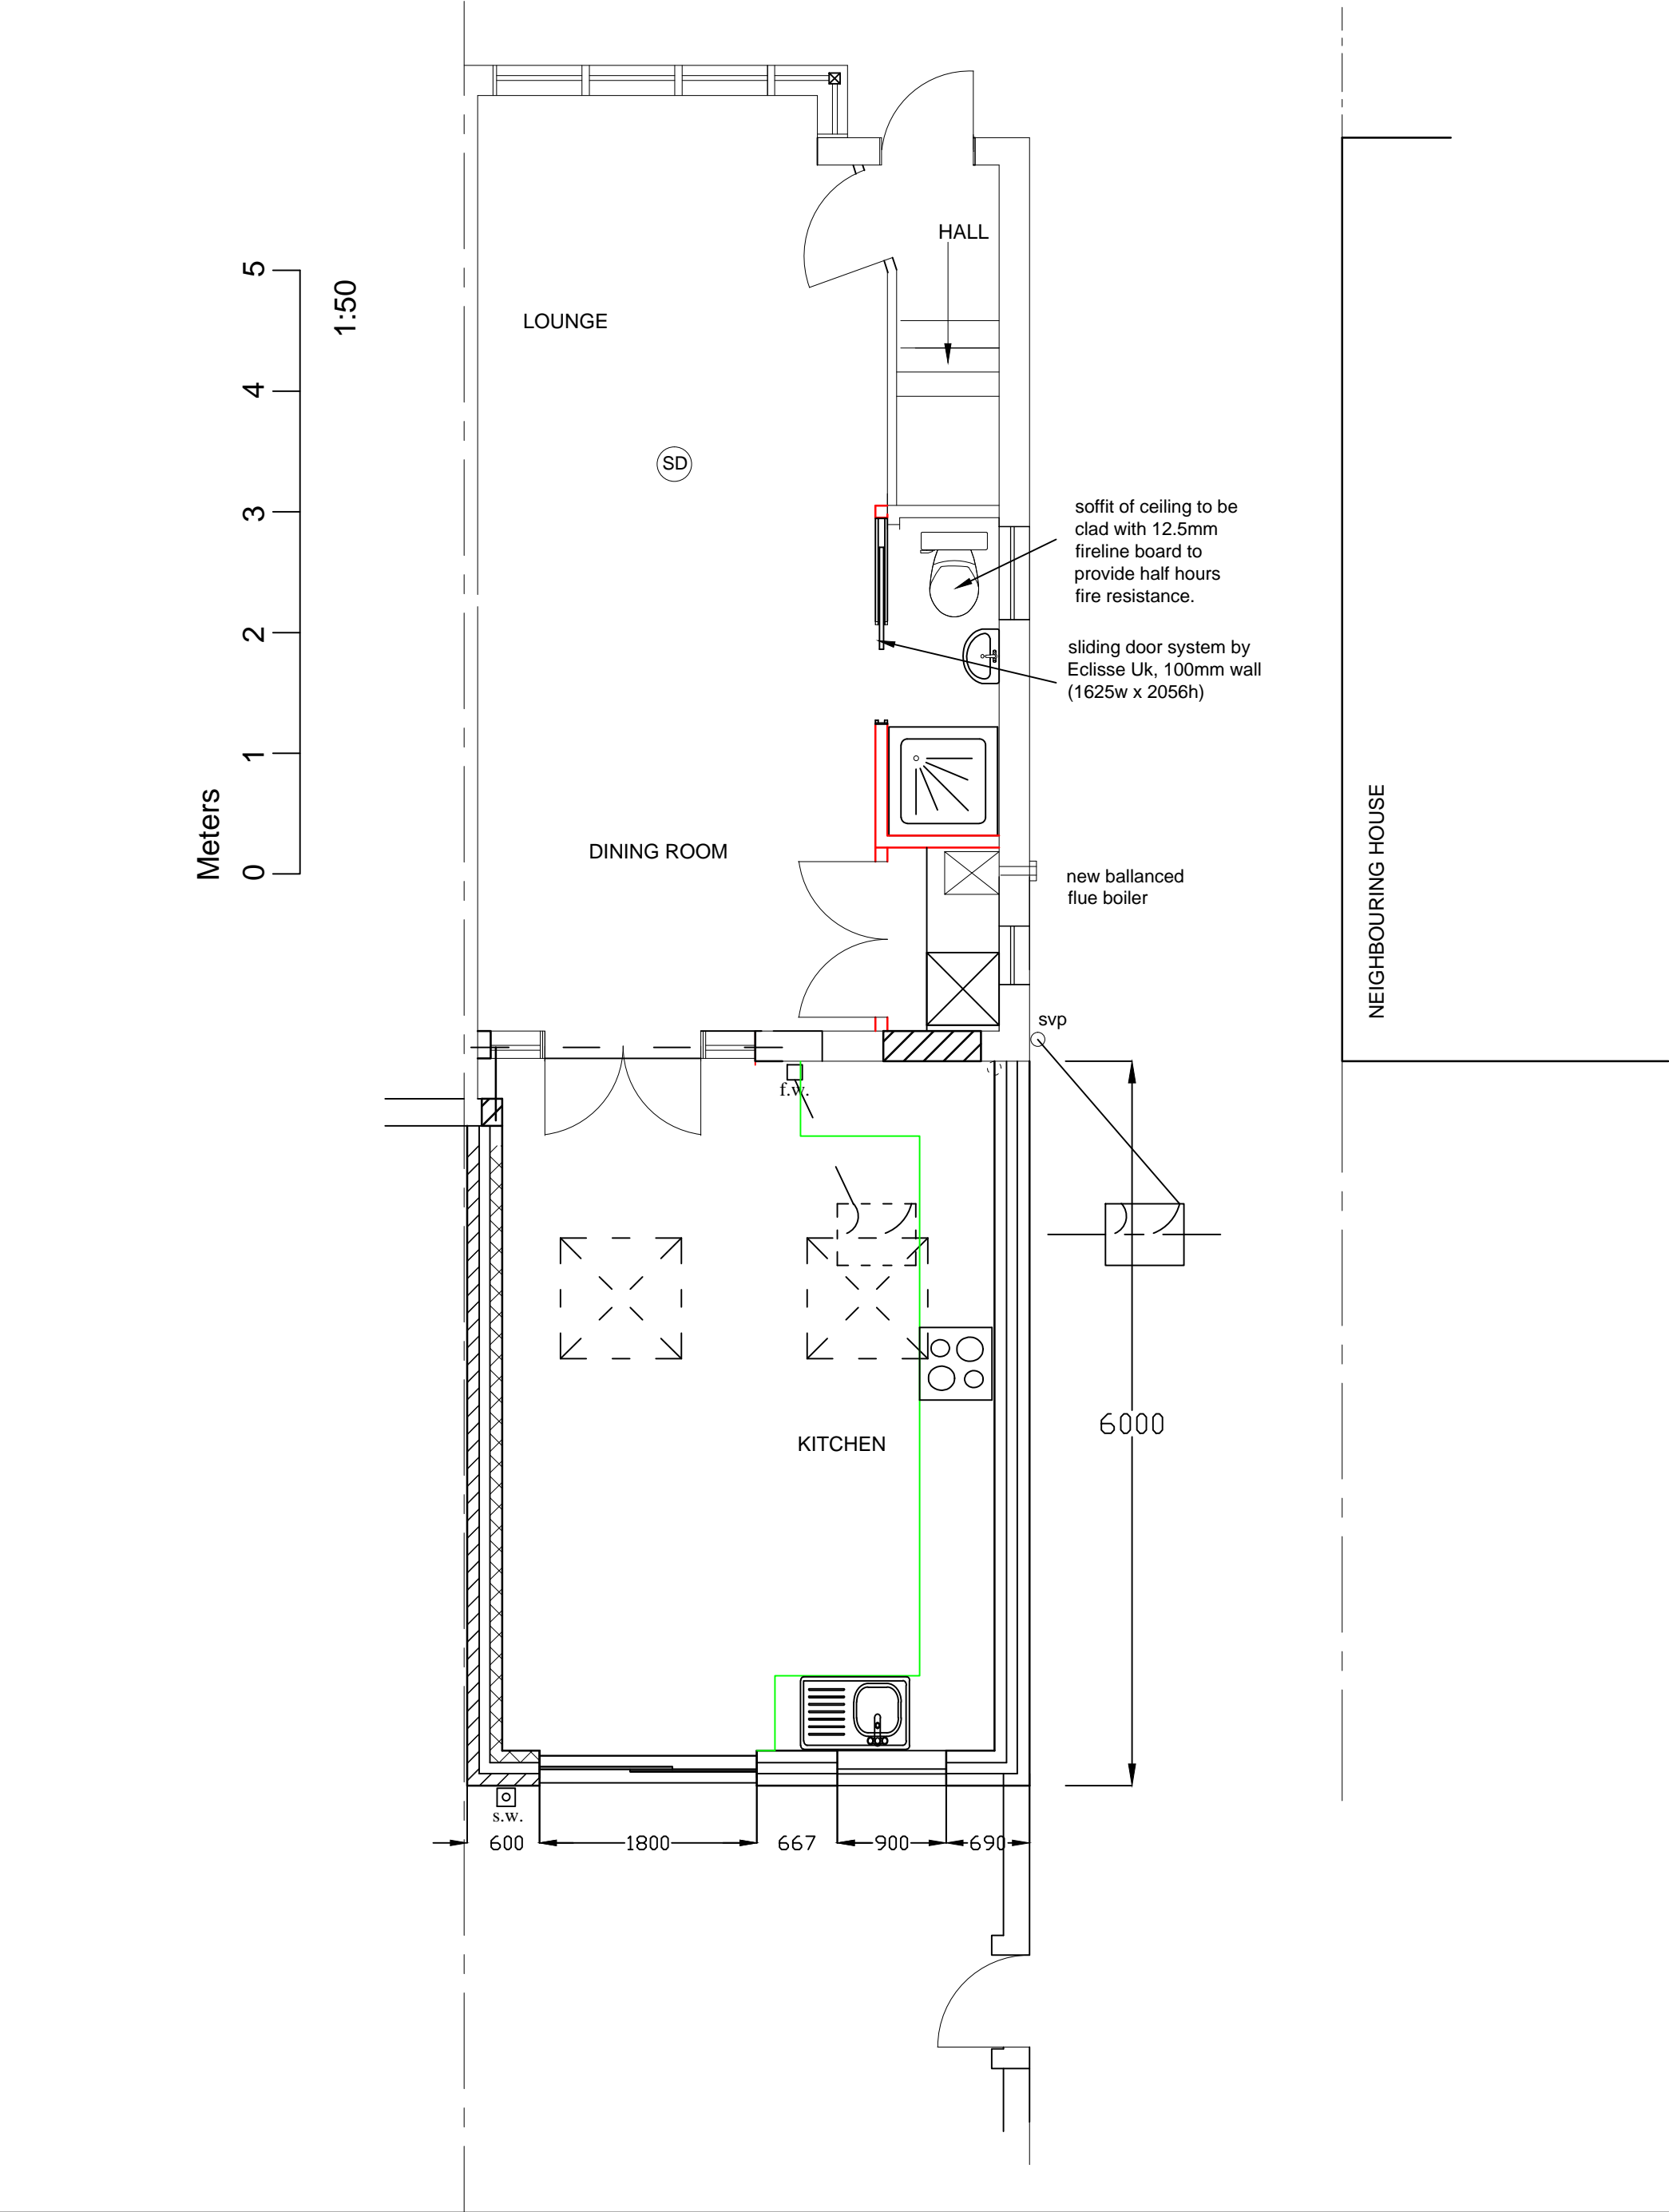 HALL
5
1:50
LOUNGE
4
SD
3
soffit of ceiling to be
clad with 12.5mm
fireline board to
provide half hours
fire resistance.
2
sliding door system by
Eclisse Uk, 100mm wall
(1625w x 2056h)
1
Meters
0
DINING ROOM
new ballanced
flue boiler
NEIGHBOURING HOUSE
svp
f.w.
6000
KITCHEN
s.w.
600 1800 667 900 690